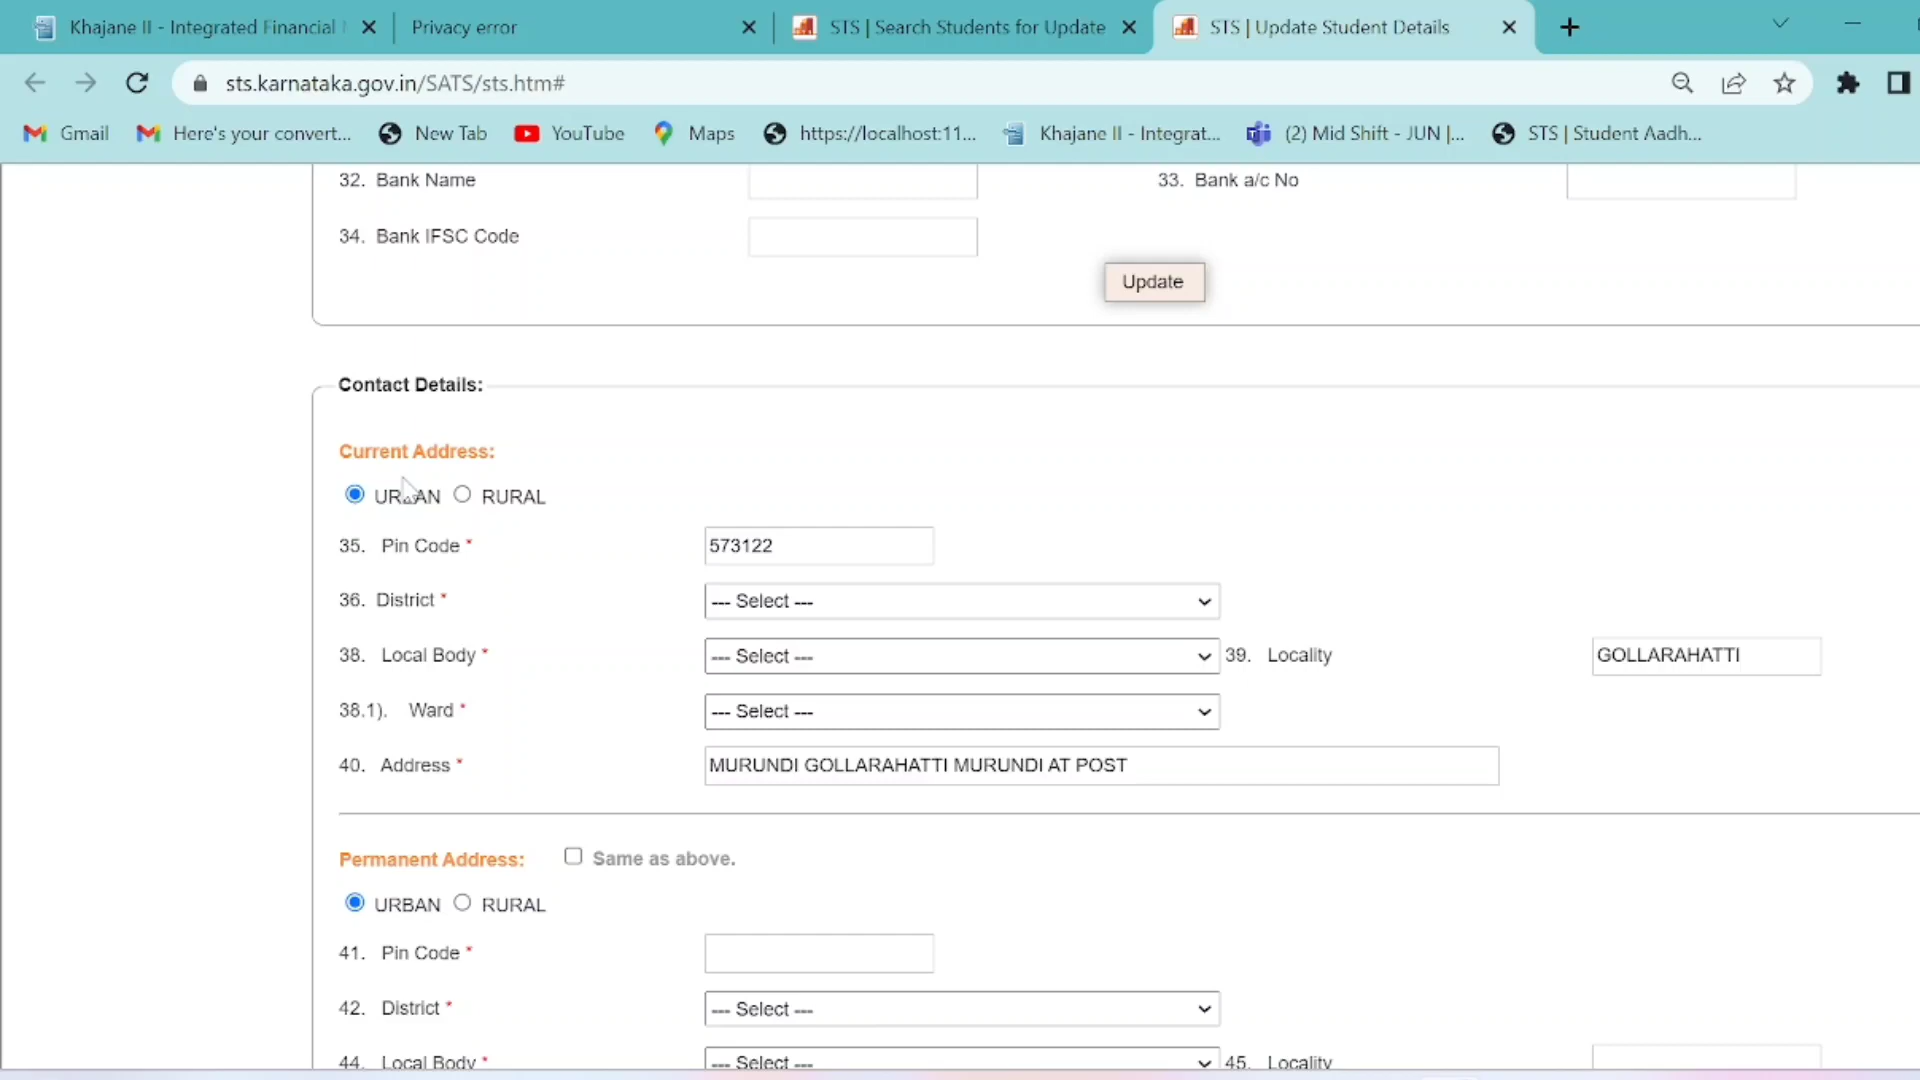 Khajane II - Integrated Financial
Privacy error
STS | Search Students for Update
STS | Update Student Details
sts.karnataka.gov.in/SATS/sts.htm#
Gmail
Here's your convert...
New Tab
YouTube
Maps
https://localhost:11...
Khajane II - Integrat...
(2) Mid Shift - JUN |...
STS | Student Aadh...
32. Bank Name
33. Bank a/c No
34. Bank IFSC Code
Update
Contact Details:
Current Address:
URBAN RURAL
35. Pin Code * 573122
36. District * --- Select ---
38. Local Body * --- Select --- 39. Locality GOLLARAHATTI
38.1). Ward * --- Select ---
40. Address * MURUNDI GOLLARAHATTI MURUNDI AT POST
Permanent Address: Same as above.
URBAN RURAL
41. Pin Code *
42. District * --- Select ---
44. Local Body * --- Select --- 45. Locality